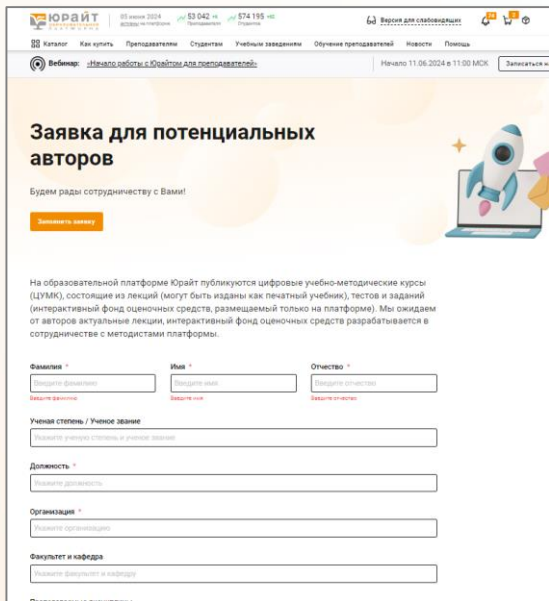 ЮРАЙТ
ОБРАЗОВАТЕЛЬНАЯ ПЛАТФОРМА
05 июня 2024
53 042
Преподавателя
574 195
Студентов
Версия для слабовидящих
Каталог Как купить Преподавателям Студентам Учебным заведениям Обучение преподавателей Новости Помощь
Вебинар: «Начало работы с Юрайтом для преподавателей»
Начало 11.06.2024 в 11:00 МСК
Записаться на
Заявка для потенциальных
авторов
Будем рады сотрудничеству с Вами!
Заполнить заявку
На образовательной платформе Юрайт публикуются цифровые учебно-методические курсы
(ЦУМК), состоящие из лекций (могут быть изданы как печатный учебник), тестов и заданий
(интерактивный фонд оценочных средств, размещаемый только на платформе). Мы ожидаем
от авторов актуальные лекции, интерактивный фонд оценочных средств разрабатывается в
сотрудничестве с методистами платформы.
Фамилия * Имя * Отчество *
Введите фамилию Введите имя Введите отчество
Введите фамилию Введите имя Введите отчество
Ученая степень / Ученое звание
Укажите ученую степень и ученое звание
Должность *
Укажите должность
Организация *
Укажите организацию
Факультет и кафедра
Укажите факультет и кафедру